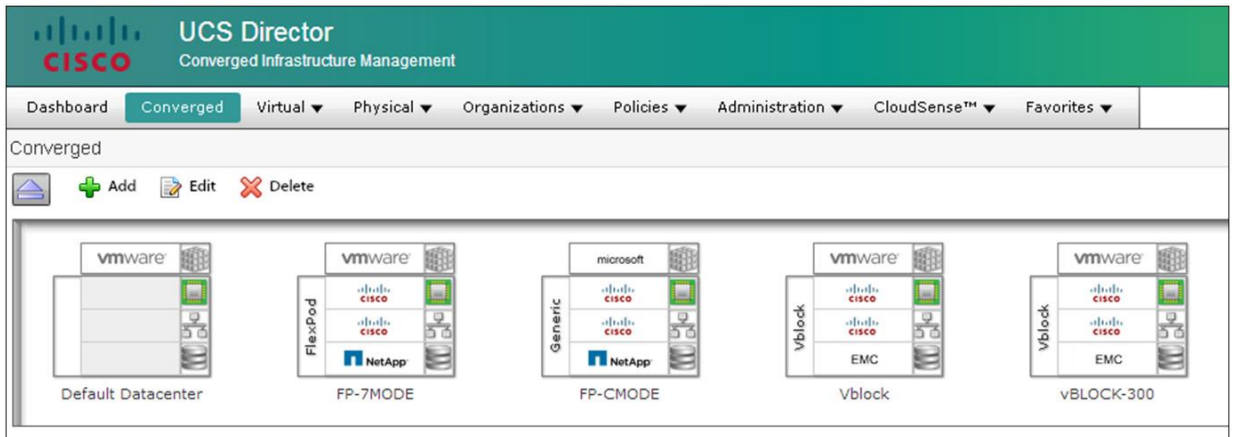 CISCO
UCS Director
Converged Infrastructure Management
Dashboard Converged Virtual Physical Organizations Policies Administration CloudSense™ Favorites
Converged
Add Edit Delete
vmware
Default Datacenter
vmware
FlexPod
CISCO
CISCO
NetApp
FP-7MODE
microsoft
Generic
CISCO
CISCO
NetApp
FP-CMODE
vmware
Vblock
CISCO
CISCO
EMC
Vblock
vmware
Vblock
CISCO
CISCO
EMC
vBLOCK-300